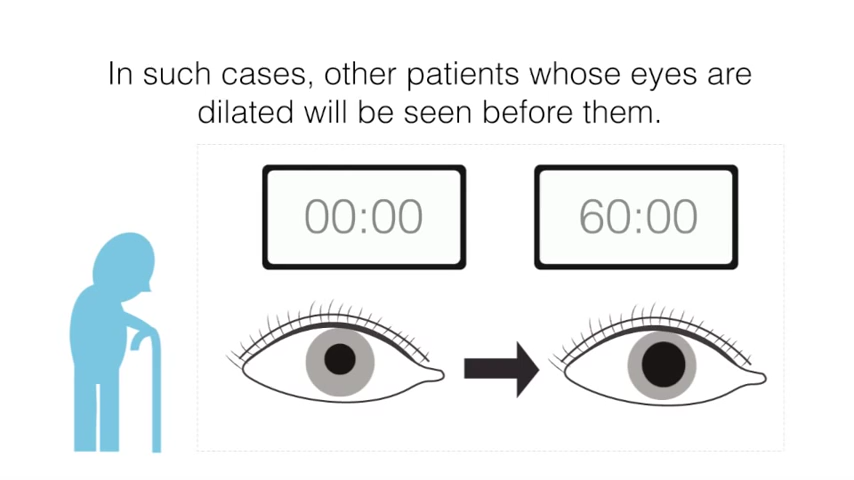 In such cases, other patients whose eyes are
dilated will be seen before them.
00:00
60:00